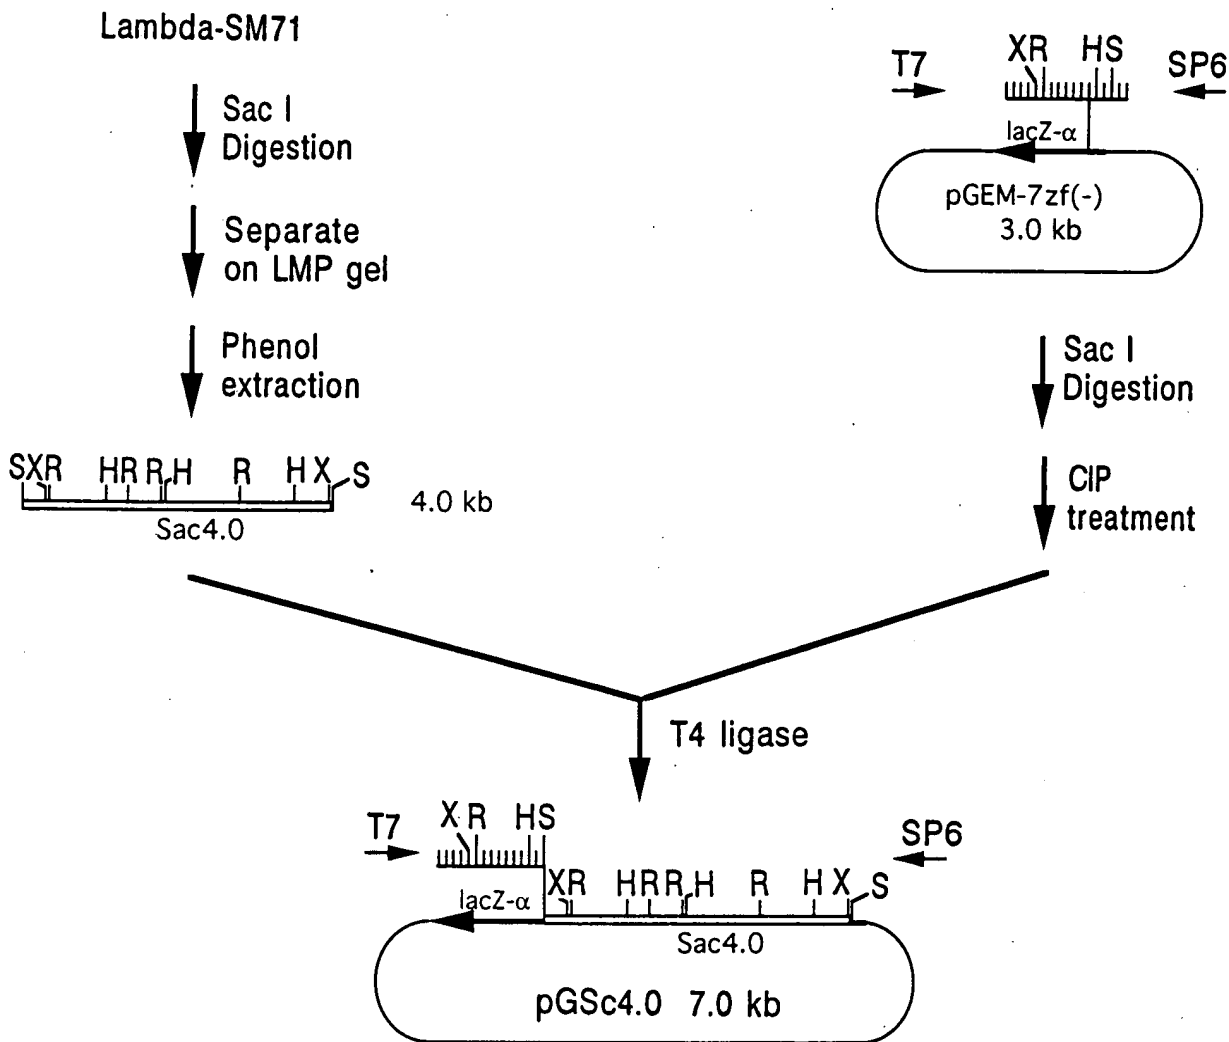 Lambda-SM71
Sac I
Digestion
Separate
on LMP gel
Phenol
extraction
SXR HR R H R H X S
Sac4.0
4.0 kb
T7
XR HS
SP6
lacZ-α
pGEM-7zf(-)
3.0 kb
Sac I
Digestion
CIP
treatment
T4 ligase
T7
X R HS
SP6
lacZ-α
XR HRR H R H X S
Sac4.0
pGSc4.0 7.0 kb